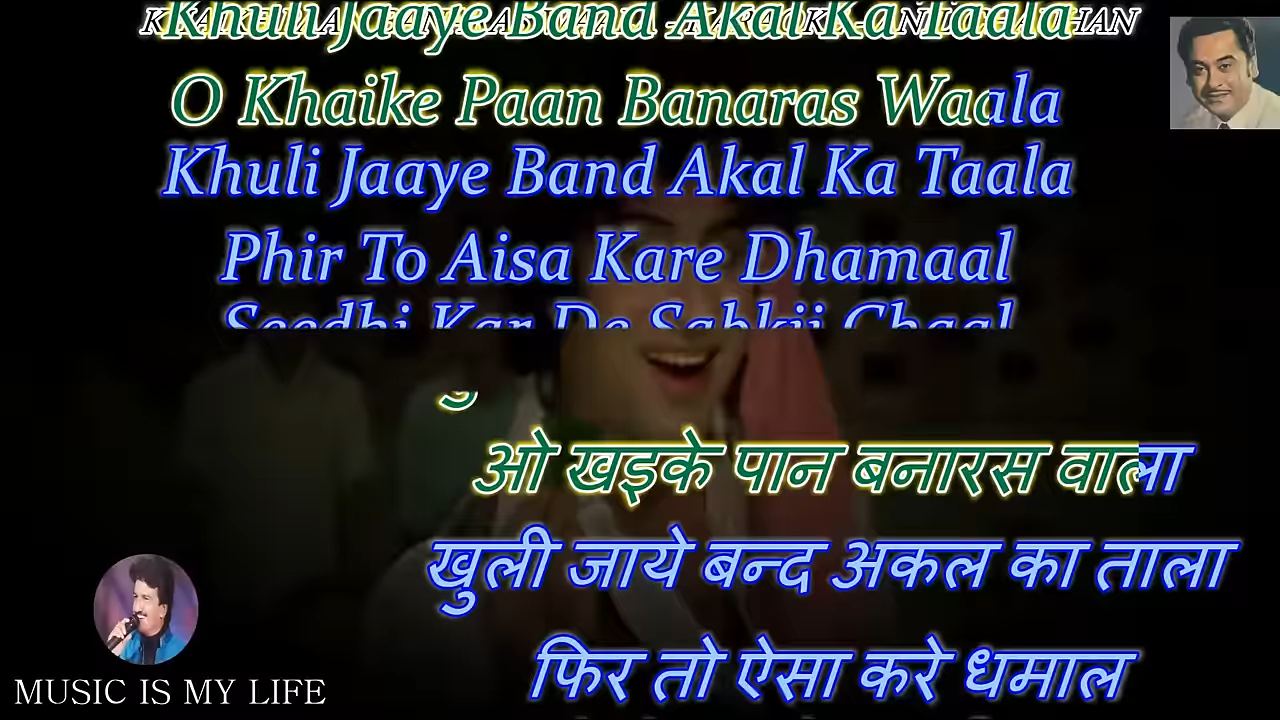 Khuli Jaaye Band Akal Ka Taala
O Khaike Paan Banaras Waala
Khuli Jaaye Band Akal Ka Taala
Phir To Aisa Kare Dhamaal
Seedhi Kar De Sabkii Chaal
ओ खइके पान बनारस वाला
खुली जाये बन्द अकल का ताला
फिर तो ऐसा करे धमाल
MUSIC IS MY LIFE